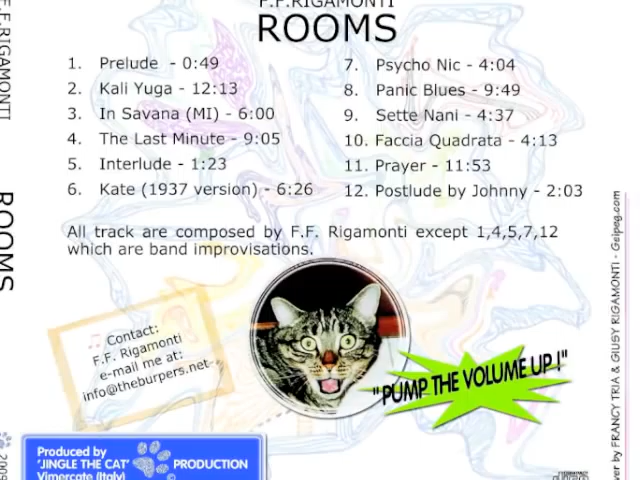 F.F.RIGAMONTI
ROOMS
1. Prelude - 0:49
2. Kali Yuga - 12:13
3. In Savana (MI) - 6:00
4. The Last Minute - 9:05
5. Interlude - 1:23
6. Kate (1937 version) - 6:26
7. Psycho Nic - 4:04
8. Panic Blues - 9:49
9. Sette Nani - 4:37
10. Faccia Quadrata - 4:13
11. Prayer - 11:53
12. Postlude by Johnny - 2:03
All track are composed by F.F. Rigamonti except 1,4,5,7,12
which are band improvisations.
Contact:
F.F. Rigamonti
e-mail me at:
info@theburpers.net
"PUMP THE VOLUME UP!"
Produced by
'JINGLE THE CAT' PRODUCTION
Vimercate (Italy)
F.F.RIGAMONTI
ROOMS
by FRANCY TRIA & GIUSY RIGAMONTI - Gsipeg.com